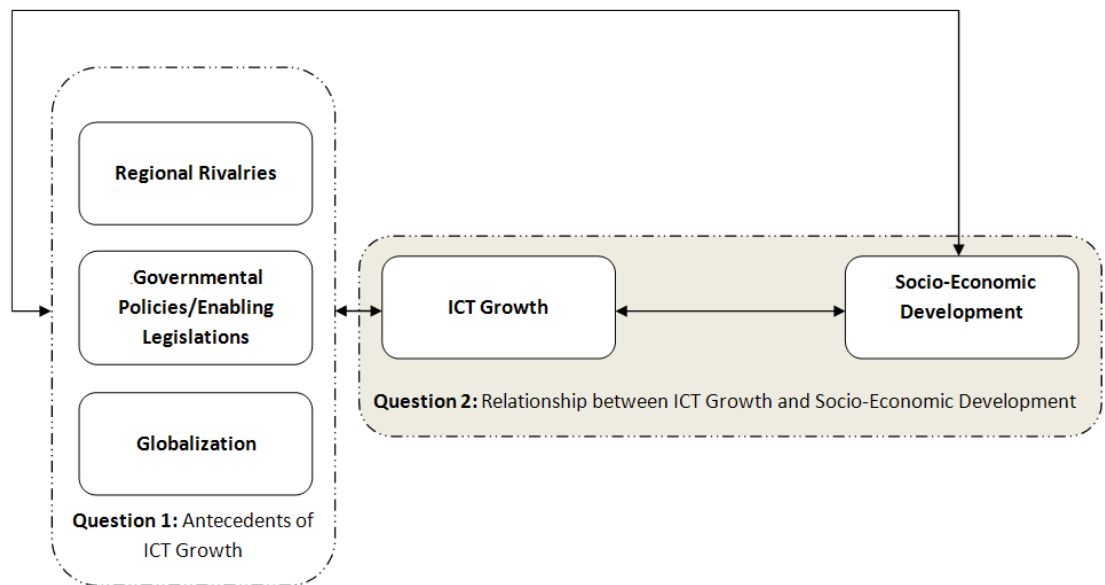 Regional Rivalries
Governmental
Policies/Enabling
Legislations
Globalization
Question 1: Antecedents of
ICT Growth
ICT Growth
Socio-Economic
Development
Question 2: Relationship between ICT Growth and Socio-Economic Development